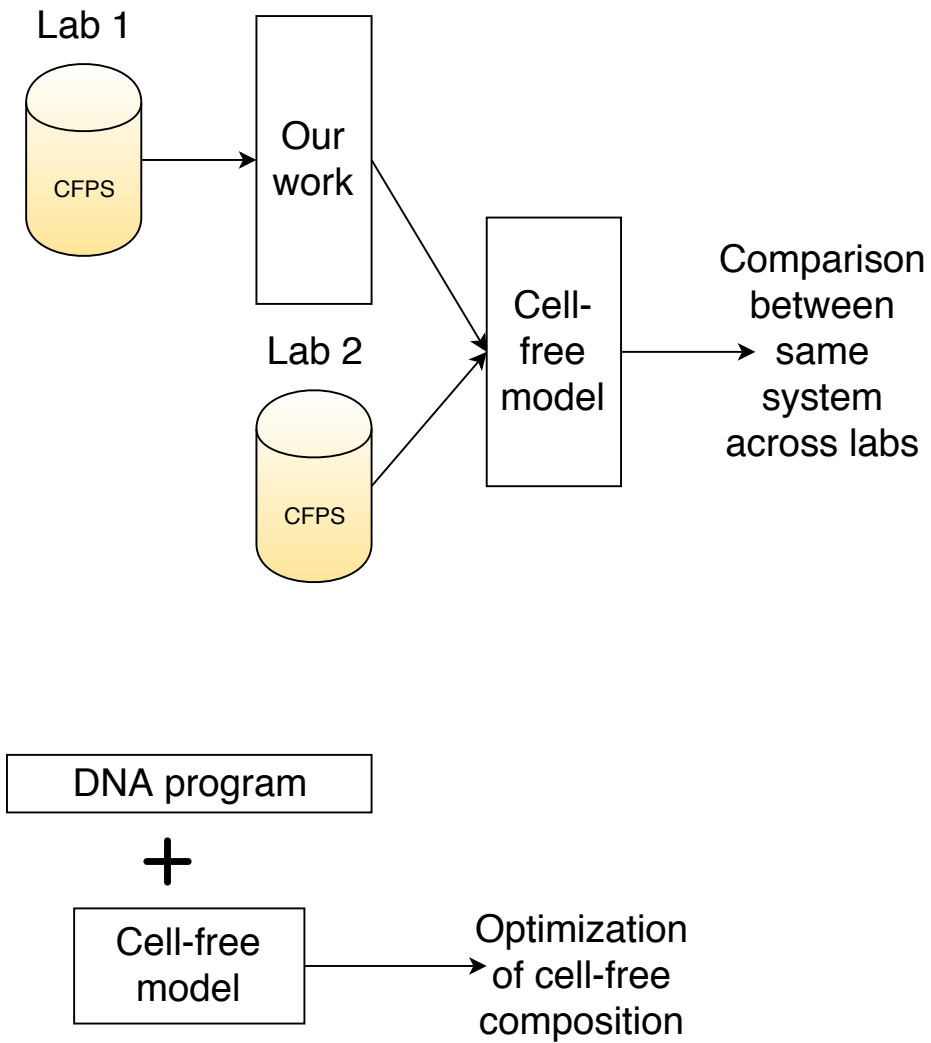 Lab 1
CFPS
Our
work
Lab 2
CFPS
Cell-
free
model
Comparison
between
same
system
across labs
DNA program
+
Cell-free
model
Optimization
of cell-free
composition